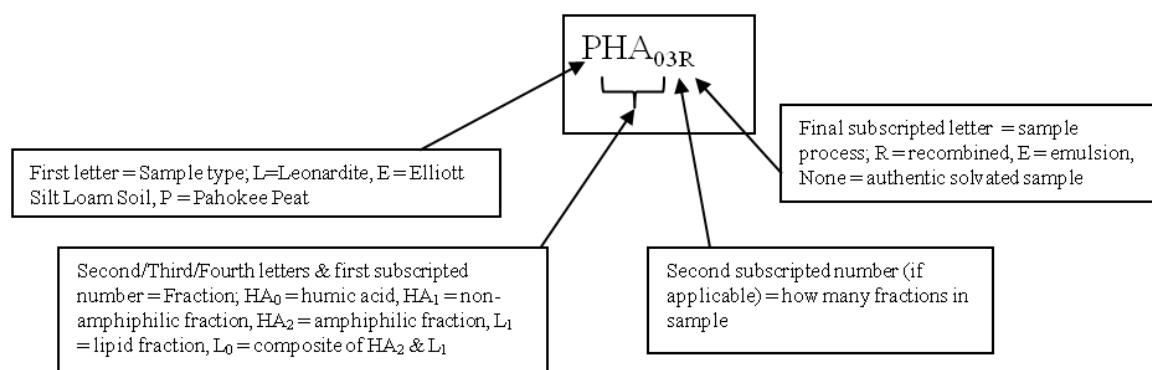 PHA₀₃R
Final subscripted letter = sample
process; R = recombined, E = emulsion,
None = authentic solvated sample
First letter = Sample type; L=Leonardite, E = Elliott
Silt Loam Soil, P = Pahokee Peat
Second/Third/Fourth letters & first subscripted
number = Fraction; HA₀ = humic acid, HA₁ = non-
amphiphilic fraction, HA₂ = amphiphilic fraction, L₁
= lipid fraction, L₀ = composite of HA₂ & L₁
Second subscripted number (if
applicable) = how many fractions in
sample